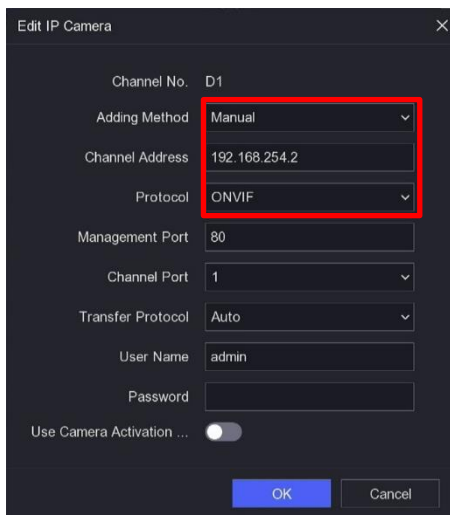 Edit IP Camera
Channel No. D1
Adding Method Manual
Channel Address 192.168.254.2
Protocol ONVIF
Management Port 80
Channel Port 1
Transfer Protocol Auto
User Name admin
Password
Use Camera Activation ...
OK Cancel